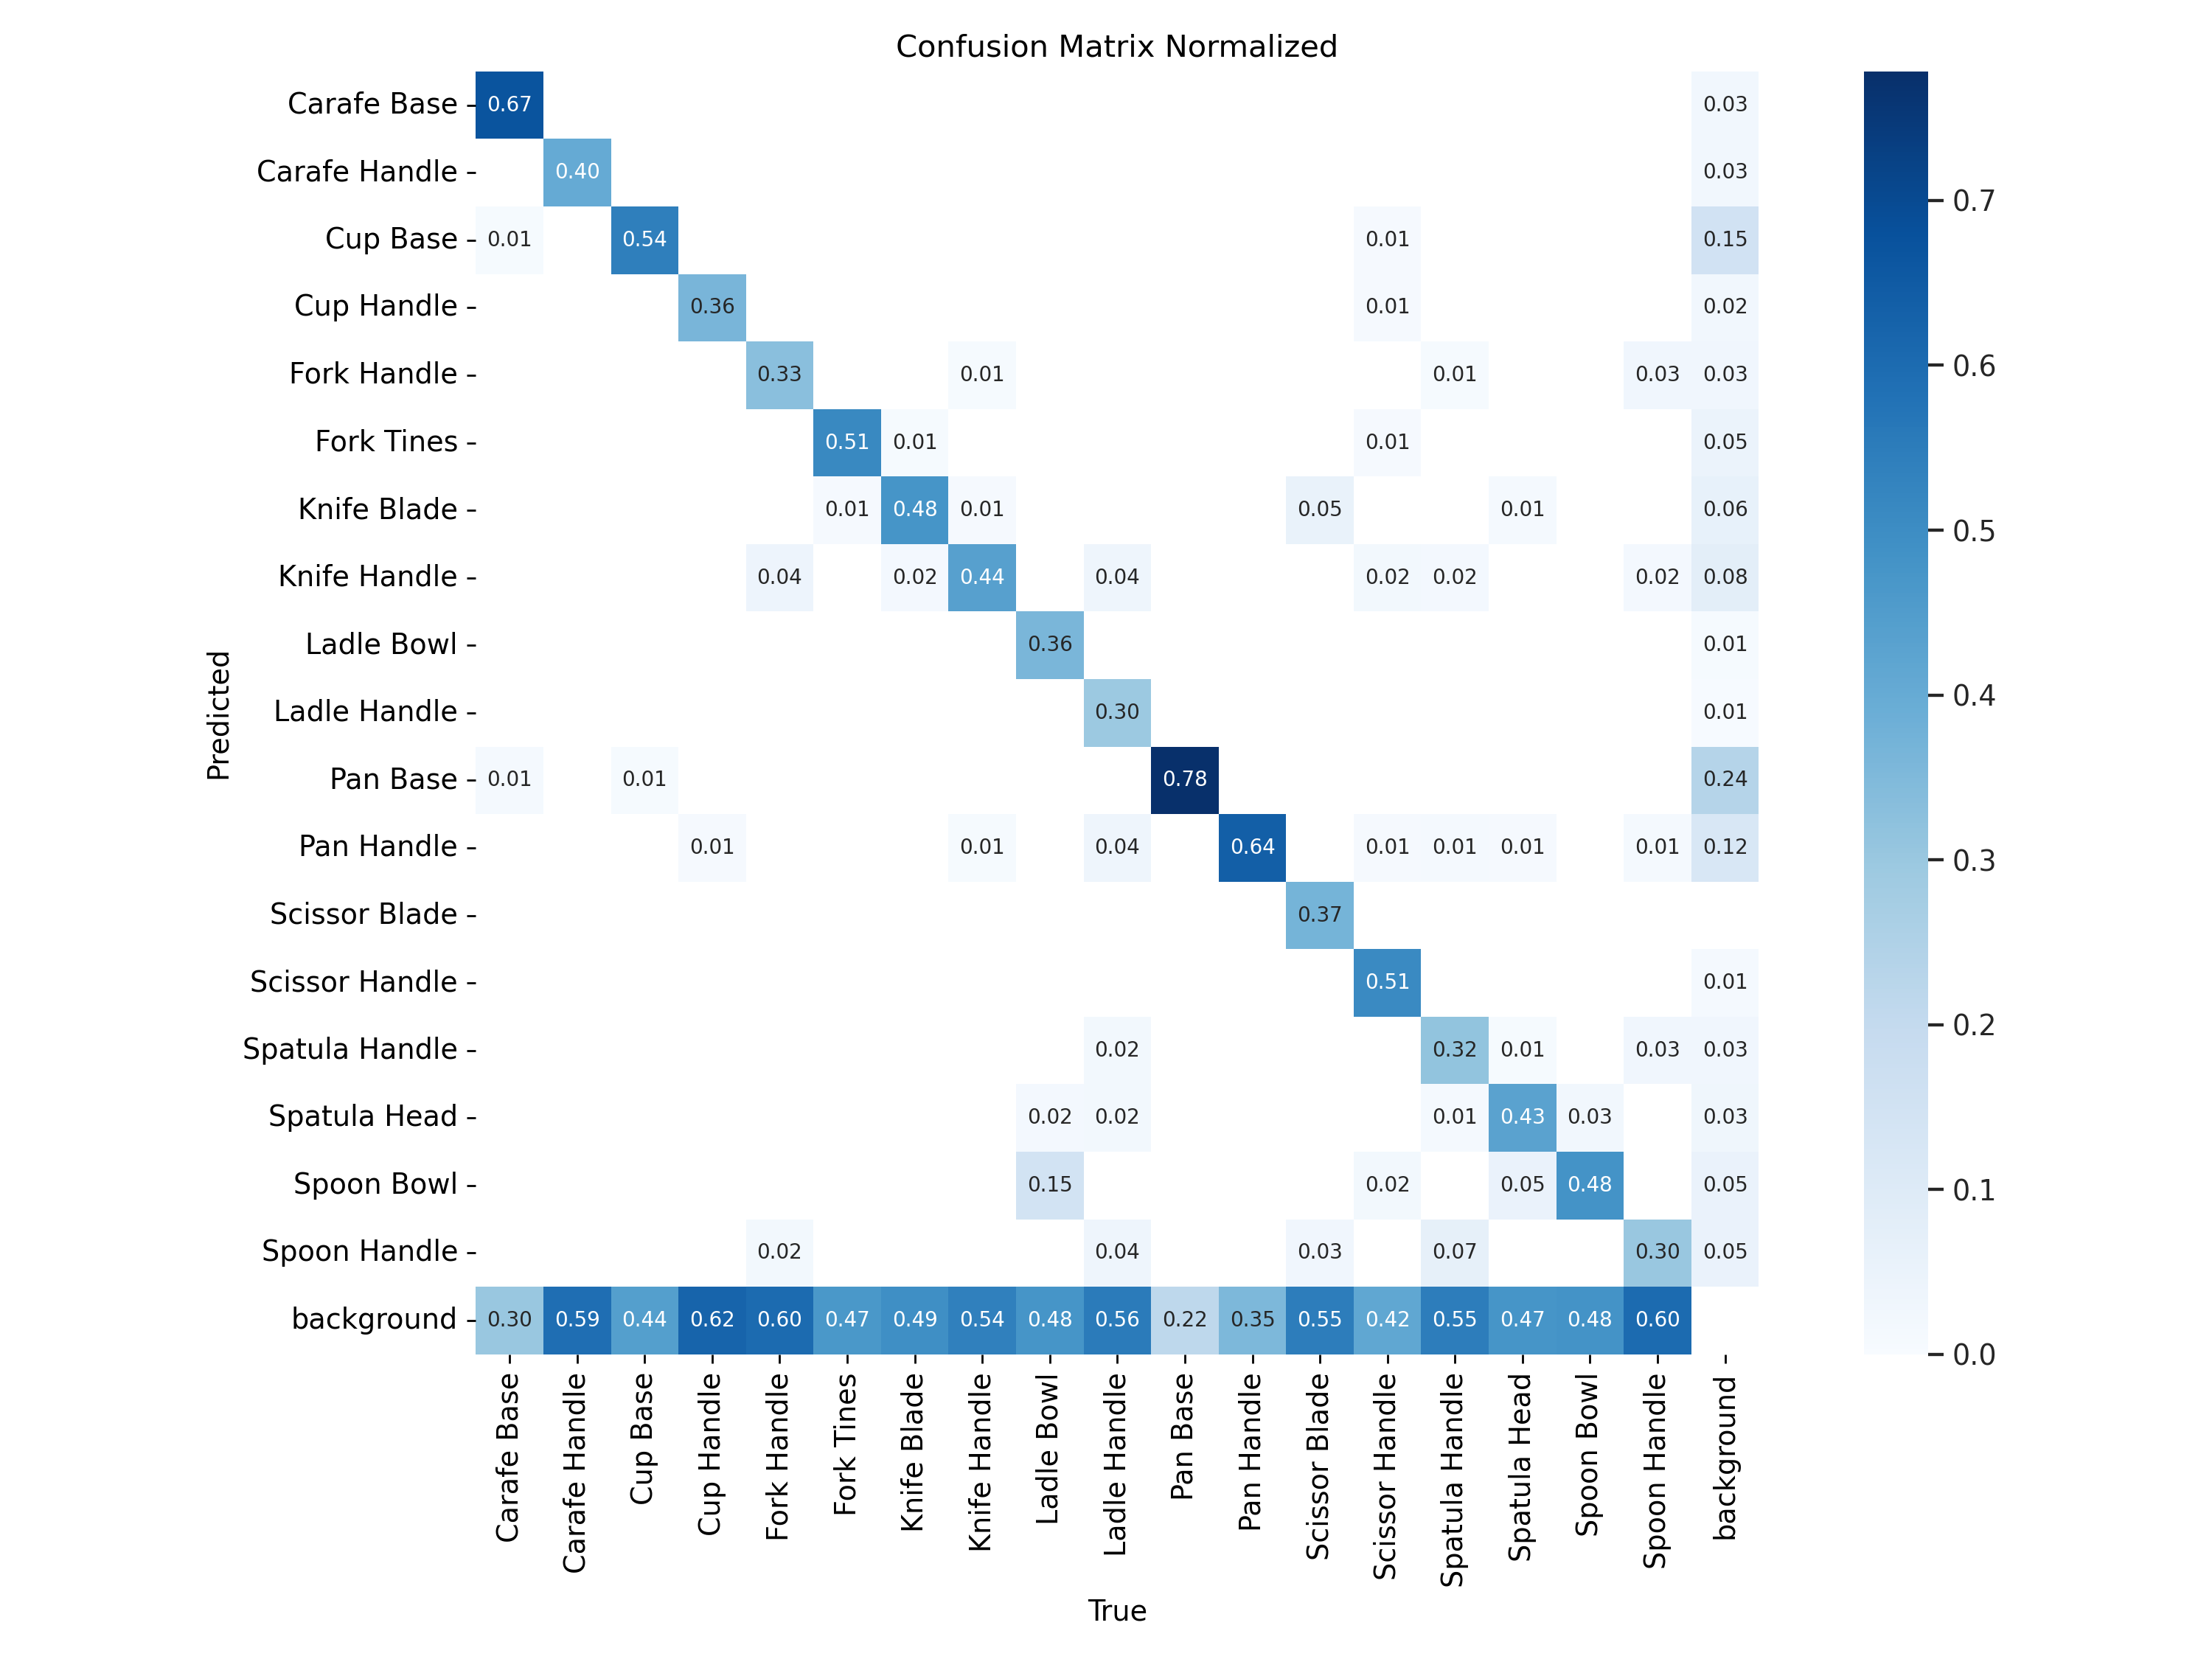 Confusion Matrix Normalized
Carafe Base 0.67 0.03
Carafe Handle 0.40 0.03
Cup Base 0.01 0.54 0.01 0.15
Cup Handle 0.36 0.01 0.02
Fork Handle 0.33 0.01 0.01 0.03 0.03
Fork Tines 0.51 0.01 0.01 0.05
Knife Blade 0.01 0.48 0.01 0.05 0.01 0.06
Knife Handle 0.04 0.02 0.44 0.04 0.02 0.02 0.02 0.08
Ladle Bowl 0.36 0.01
Ladle Handle 0.30 0.01
Pan Base 0.01 0.01 0.78 0.24
Pan Handle 0.01 0.01 0.04 0.64 0.01 0.01 0.01 0.01 0.12
Scissor Blade 0.37
Scissor Handle 0.51 0.01
Spatula Handle 0.02 0.32 0.01 0.03 0.03
Spatula Head 0.02 0.02 0.01 0.43 0.03 0.03
Spoon Bowl 0.15 0.02 0.05 0.48 0.05
Spoon Handle 0.02 0.04 0.03 0.07 0.30 0.05
background 0.30 0.59 0.44 0.62 0.60 0.47 0.49 0.54 0.48 0.56 0.22 0.35 0.55 0.42 0.55 0.47 0.48 0.60
Predicted
Carafe Base
Carafe Handle
Cup Base
Cup Handle
Fork Handle
Fork Tines
Knife Blade
Knife Handle
Ladle Bowl
Ladle Handle
Pan Base
Pan Handle
Scissor Blade
Scissor Handle
Spatula Handle
Spatula Head
Spoon Bowl
Spoon Handle
background
True
0.7
0.6
0.5
0.4
0.3
0.2
0.1
0.0